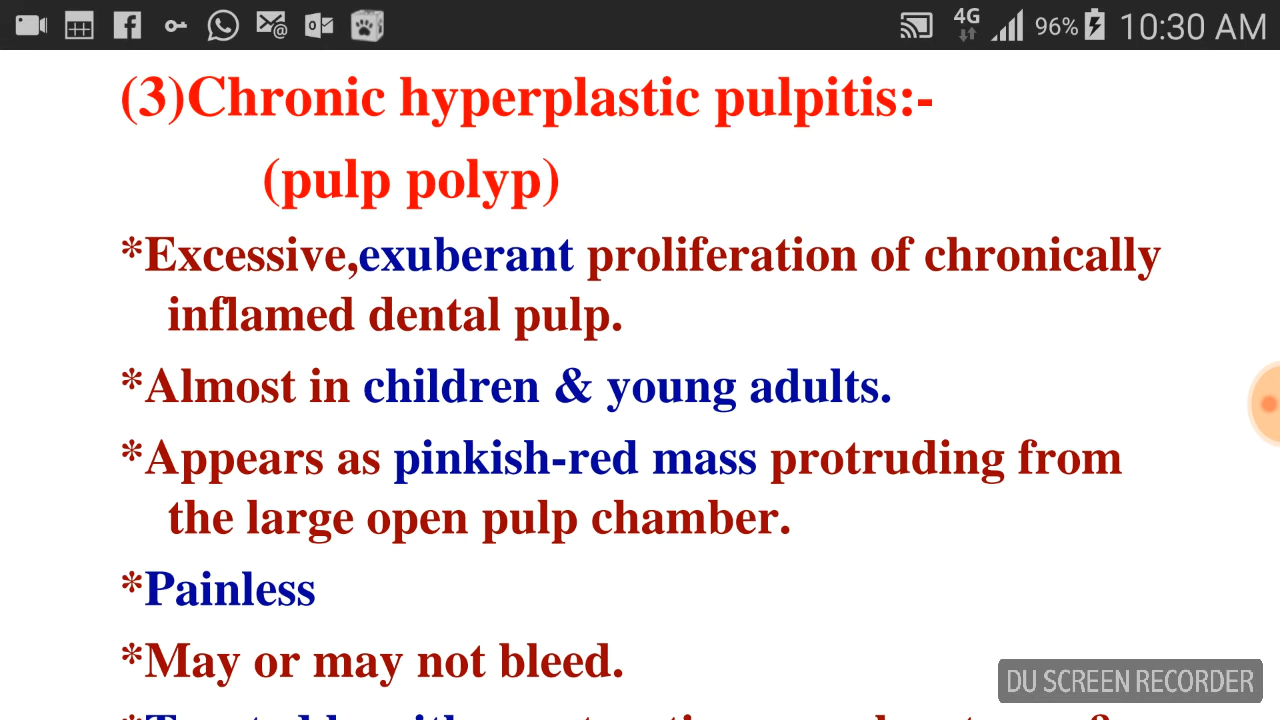 4G 96% 10:30 AM
(3)Chronic hyperplastic pulpitis:-
(pulp polyp)
*Excessive,exuberant proliferation of chronically
inflamed dental pulp.
*Almost in children & young adults.
*Appears as pinkish-red mass protruding from
the large open pulp chamber.
*Painless
*May or may not bleed.
DU SCREEN RECORDER